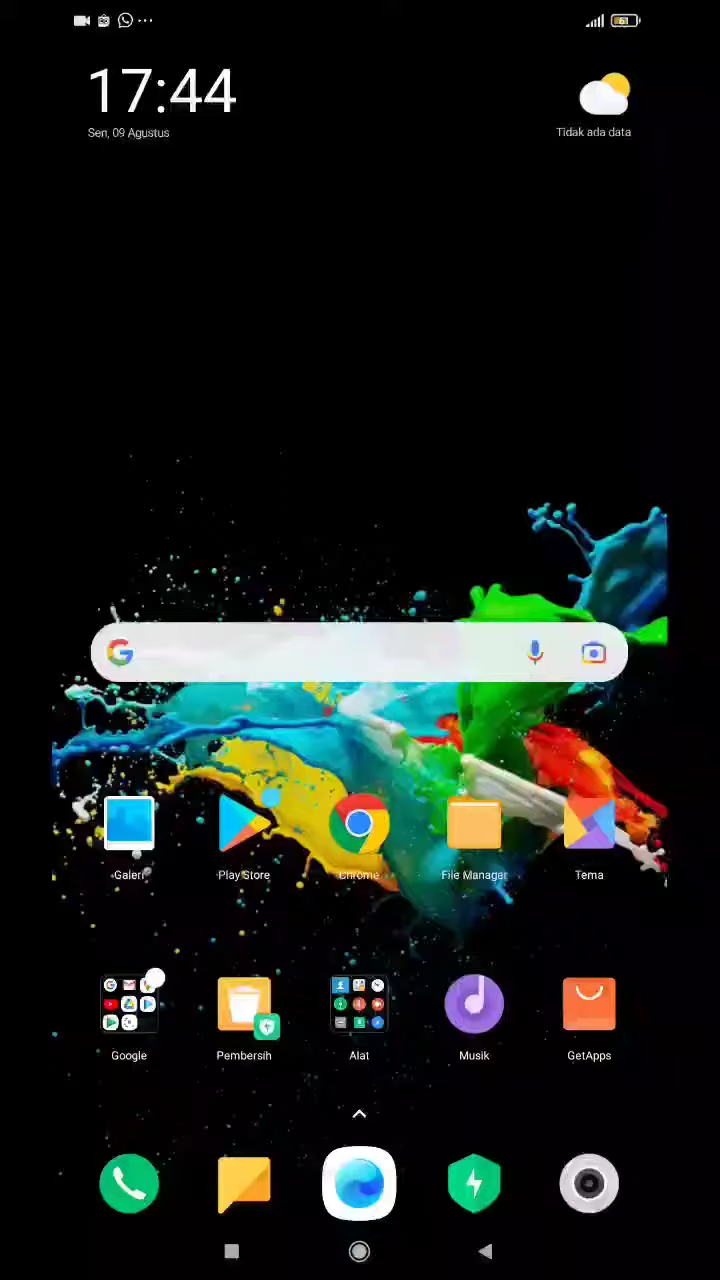 61
17:44
Sen, 09 Agustus
Tidak ada data
Galeri
Play Store
Chrome
File Manager
Tema
Google
Pembersih
Alat
Musik
GetApps